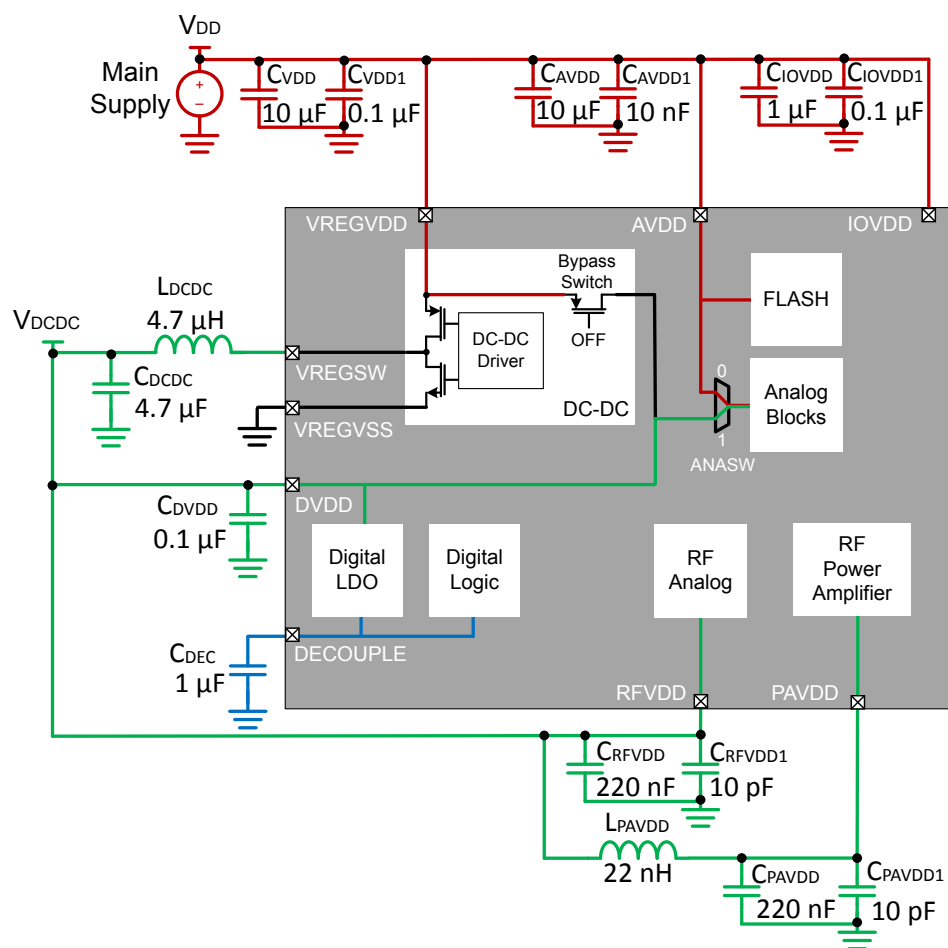 VDD
Main
Supply
+
−
CVDD
10 µF
CVDD1
0.1 µF
CAVDD
10 µF
CAVDD1
10 nF
CIOVDD
1 µF
CIOVDD1
0.1 µF
VREGVDD
AVDD
IOVDD
Bypass
Switch
OFF
DC-DC
Driver
DC-DC
FLASH
LDCDC
4.7 µH
VDCDC
CDCDC
4.7 µF
VREGSW
VREGVSS
0
1
ANASW
Analog
Blocks
CDVDD
0.1 µF
DVDD
Digital
LDO
Digital
Logic
RF
Analog
RF
Power
Amplifier
CDEC
1 µF
DECOUPLE
RFVDD
PAVDD
CRFVDD
220 nF
CRFVDD1
10 pF
LPAVDD
22 nH
CPAVDD
220 nF
CPAVDD1
10 pF